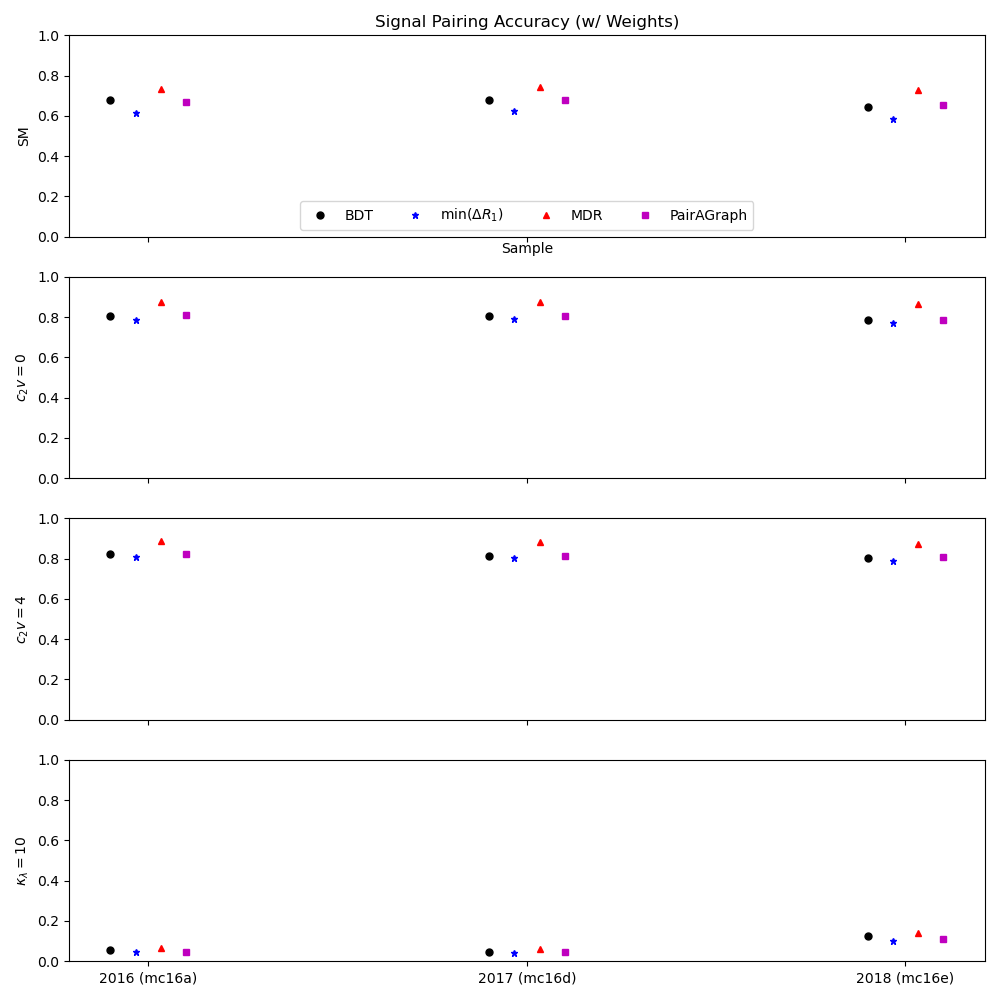 Signal Pairing Accuracy (w/ Weights)
1.0
0.8
0.6
0.4
0.2
0.0
SM
BDT
min(ΔR₁)
MDR
PairAGraph
Sample
1.0
0.8
0.6
0.4
0.2
0.0
c₂v = 0
1.0
0.8
0.6
0.4
0.2
0.0
c₂v = 4
1.0
0.8
0.6
0.4
0.2
0.0
κ_λ = 10
2016 (mc16a)
2017 (mc16d)
2018 (mc16e)